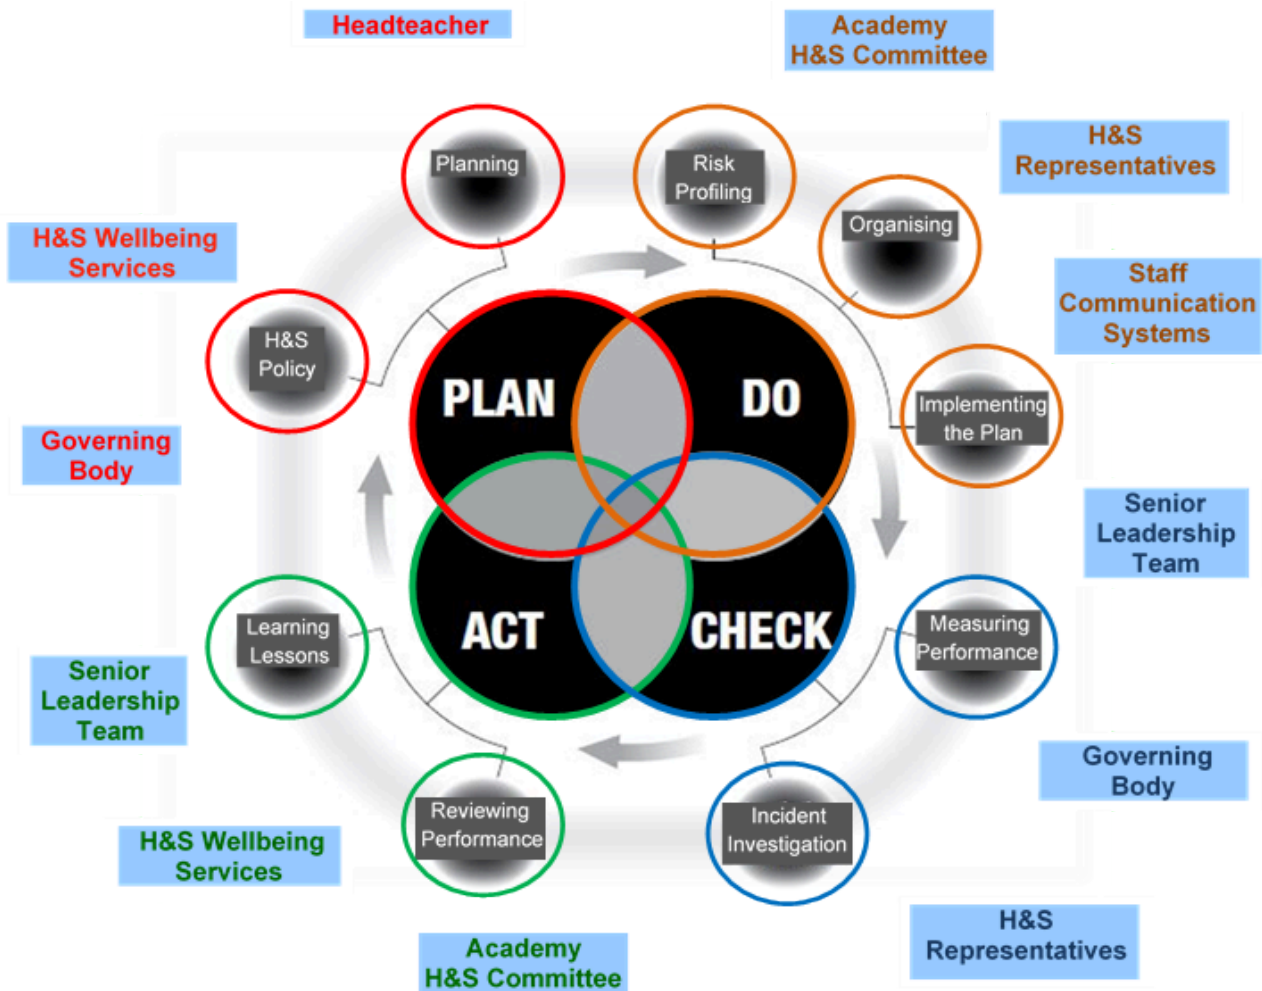 Headteacher
Academy
H&S Committee
H&S
Representatives
Planning
Risk
Profiling
Organising
H&S Wellbeing
Services
Staff
Communication
Systems
H&S
Policy
PLAN
DO
Implementing
the Plan
Governing
Body
Senior
Leadership
Team
Learning
Lessons
ACT
CHECK
Measuring
Performance
Senior
Leadership
Team
Governing
Body
Reviewing
Performance
Incident
Investigation
H&S Wellbeing
Services
H&S
Representatives
Academy
H&S Committee